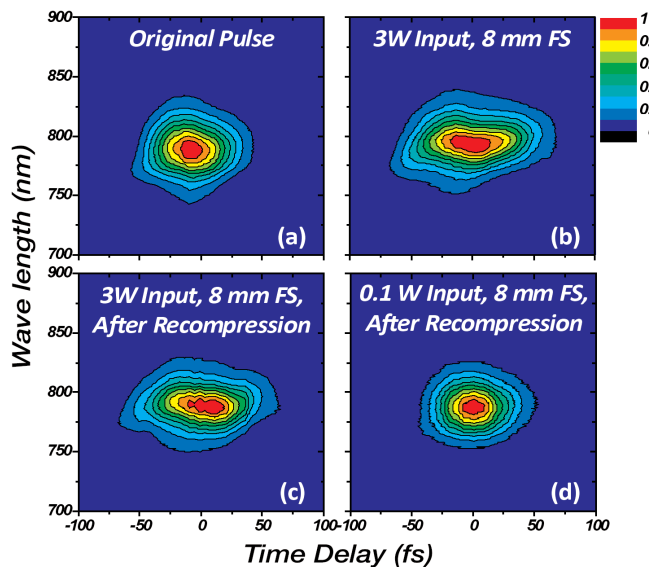 Original Pulse
3W Input, 8 mm FS
(a)
(b)
3W Input, 8 mm FS,
After Recompression
0.1 W Input, 8 mm FS,
After Recompression
(c)
(d)
900
850
800
750
700
900
850
800
750
700
-100
-50
0
50
100
-100
-50
0
50
100
Wave length (nm)
Time Delay (fs)
1